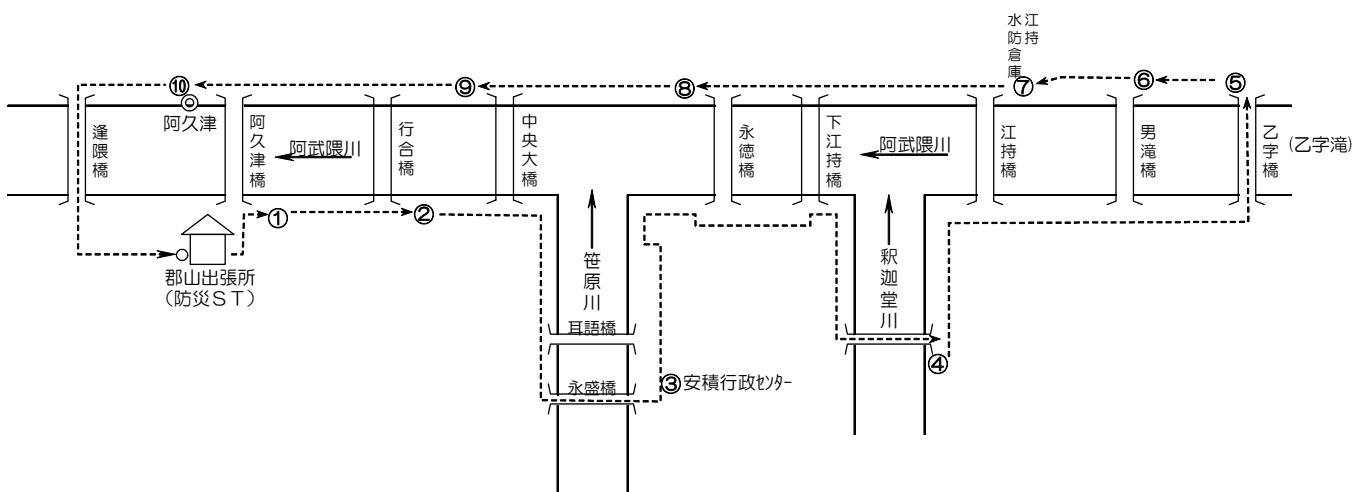 江持
水防倉庫
⑩
⑨
⑧
⑦
⑥
⑤
阿久津
逢隈橋
阿久津橋
阿武隈川
行合橋
中央大橋
永徳橋
下江持橋
阿武隈川
江持橋
男滝橋
乙字橋
(乙字滝)
①
②
郡山出張所
(防災ST)
笹原川
釈迦堂川
耳語橋
④
永盛橋
③安積行政センター